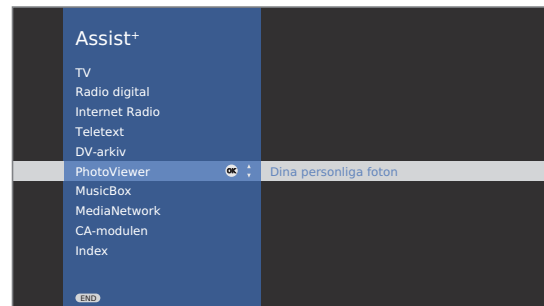 Assist+
TV
Radio digital
Internet Radio
Teletext
DV-arkiv
PhotoViewer OK Dina personliga foton
MusicBox
MediaNetwork
CA-modulen
Index
END